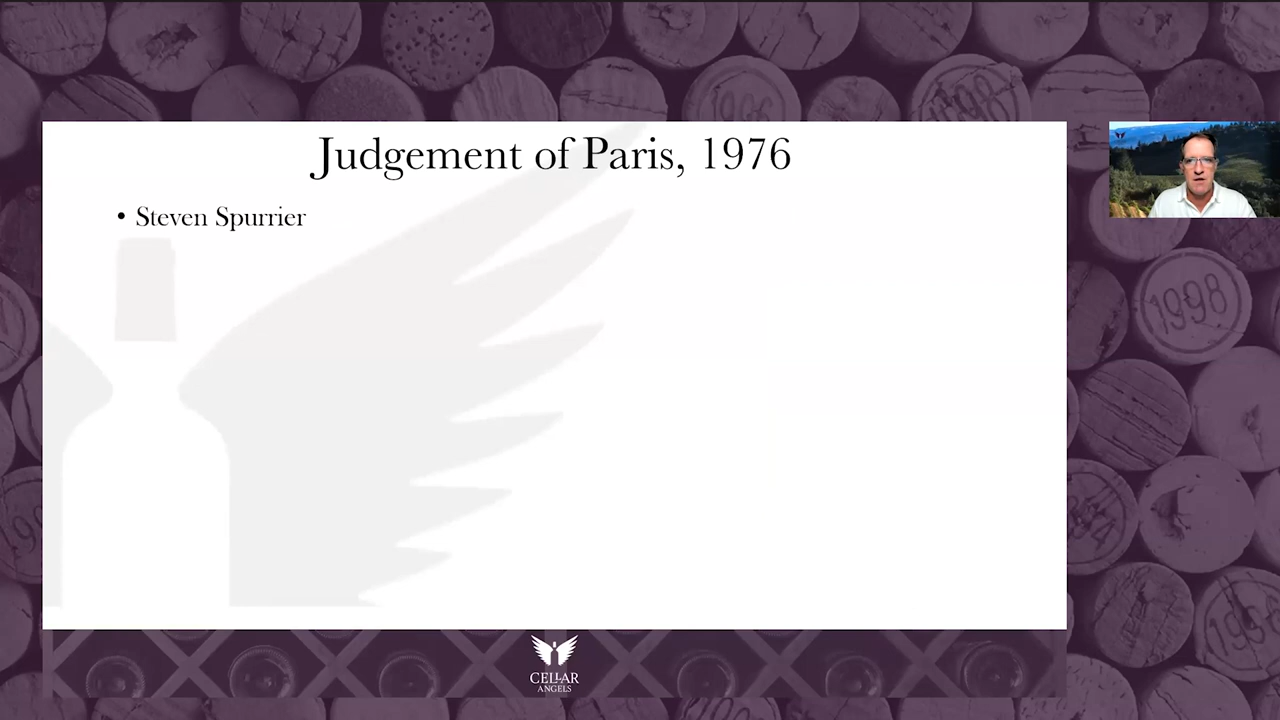 Judgement of Paris, 1976
• Steven Spurrier
1998
CELLAR
ANGELS